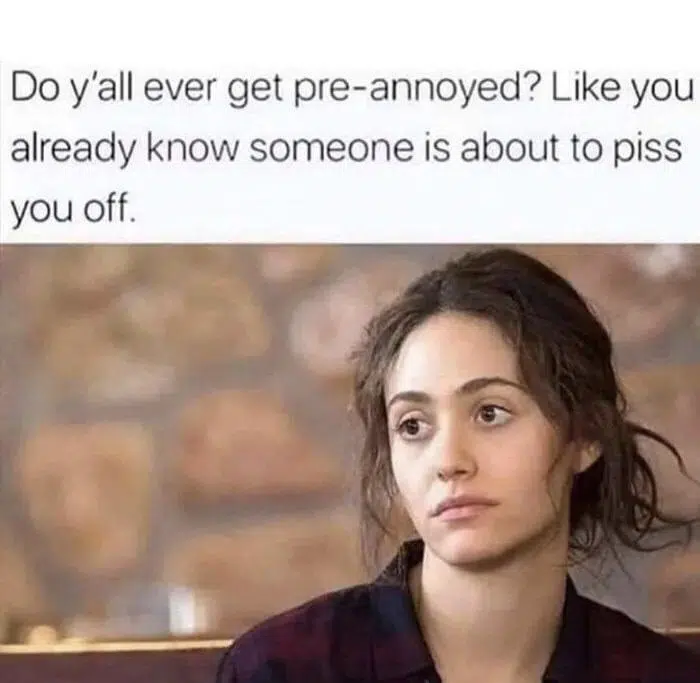 Do y'all ever get pre-annoyed? Like you
already know someone is about to piss
you off.